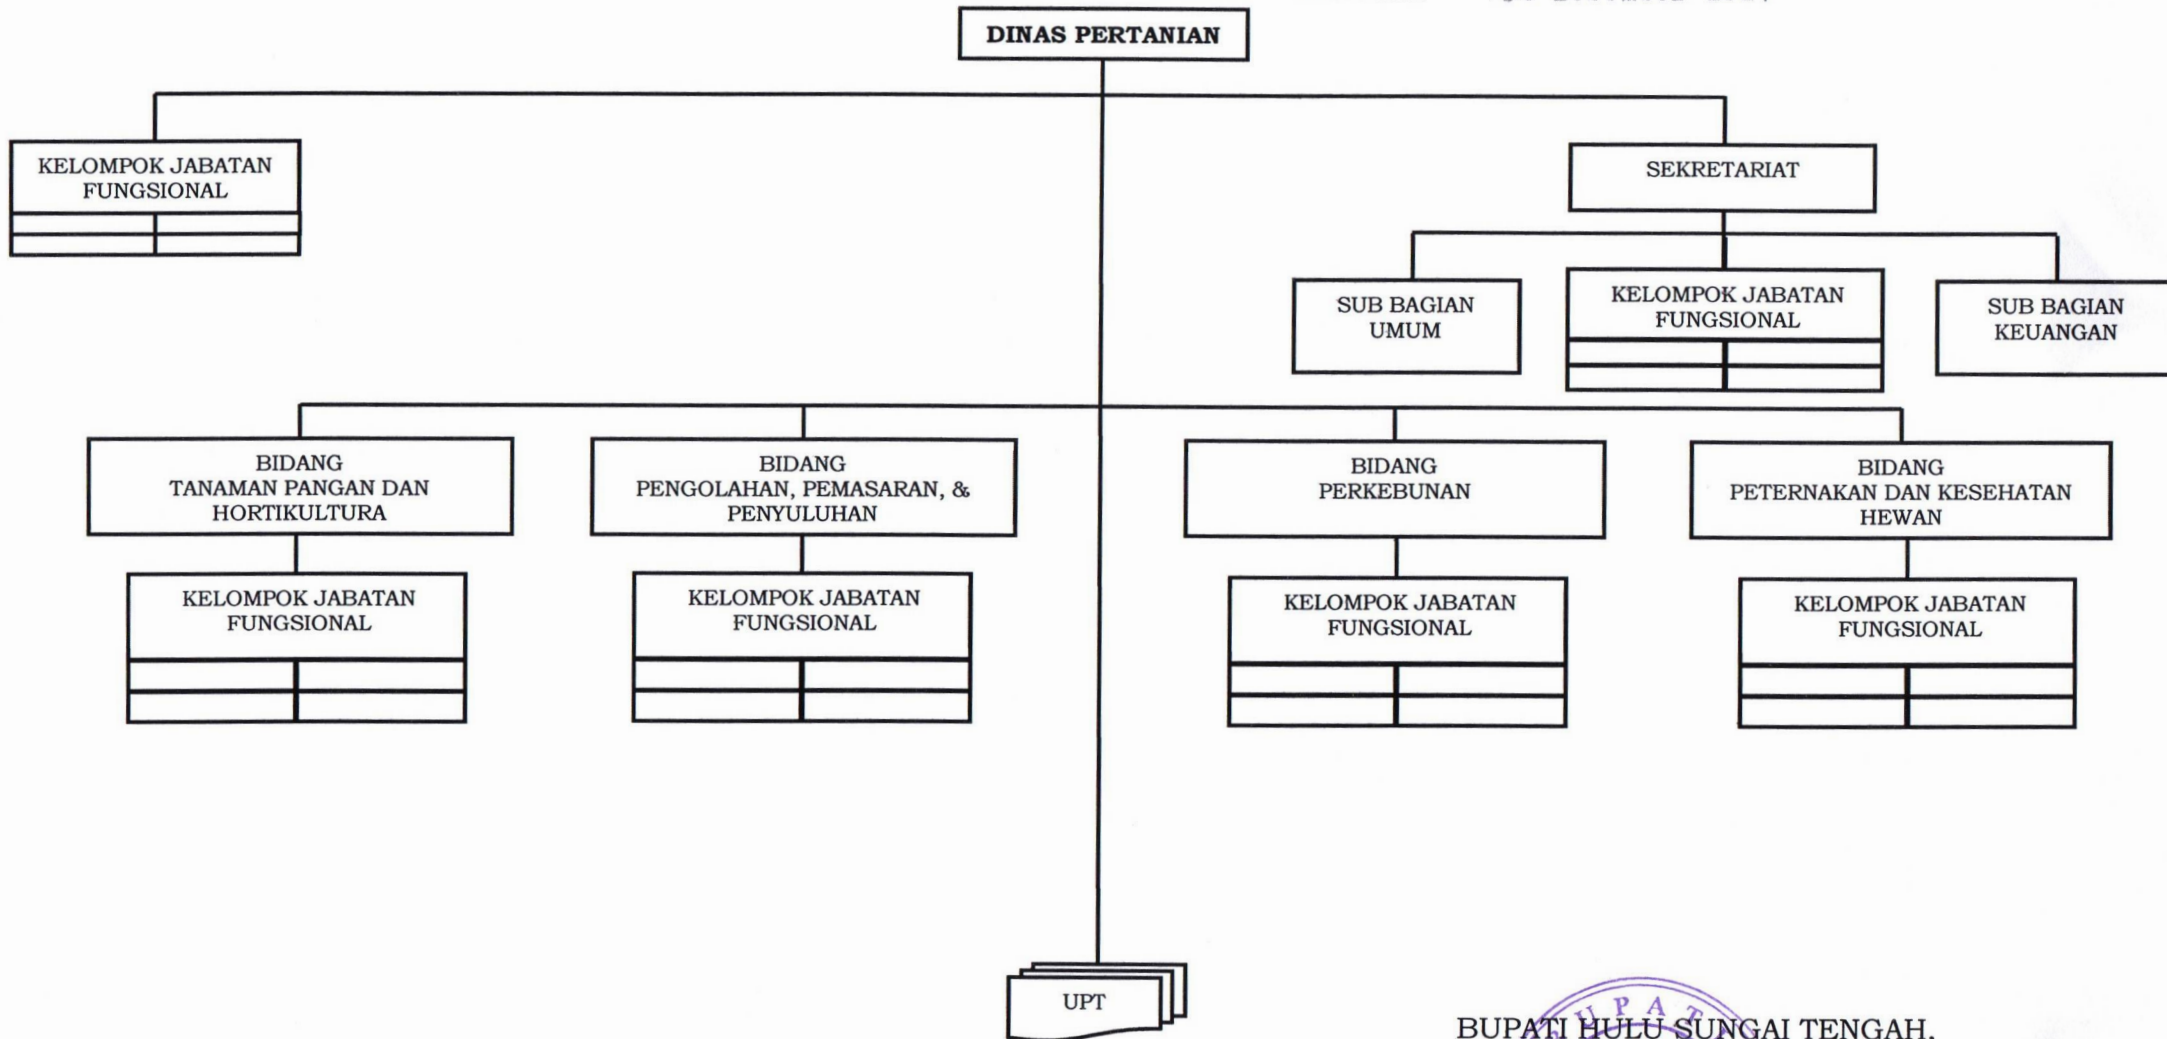 DINAS PERTANIAN
KELOMPOK JABATAN
FUNGSIONAL
SEKRETARIAT
SUB BAGIAN
UMUM
KELOMPOK JABATAN
FUNGSIONAL
SUB BAGIAN
KEUANGAN
BIDANG
TANAMAN PANGAN DAN
HORTIKULTURA
BIDANG
PENGOLAHAN, PEMASARAN, &
PENYULUHAN
BIDANG
PERKEBUNAN
BIDANG
PETERNAKAN DAN KESEHATAN
HEWAN
KELOMPOK JABATAN
FUNGSIONAL
KELOMPOK JABATAN
FUNGSIONAL
KELOMPOK JABATAN
FUNGSIONAL
KELOMPOK JABATAN
FUNGSIONAL
UPT
UPAT
BUPATI HULU SUNGAI TENGAH,